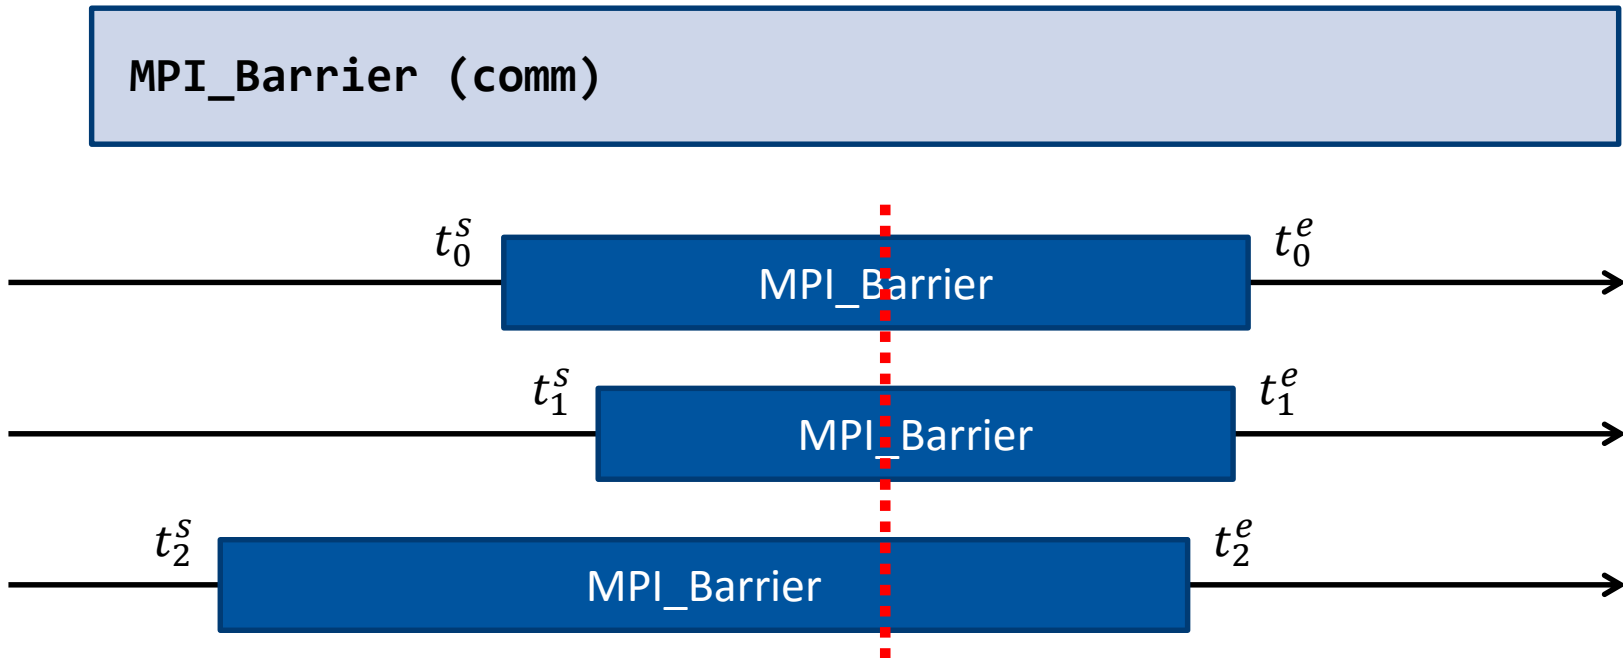 MPI_Barrier (comm)
t_0^s MPI_Barrier t_0^e
t_1^s MPI_Barrier t_1^e
t_2^s MPI_Barrier t_2^e